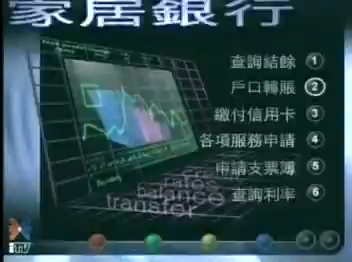 家居銀行
查詢結餘 1
戶口轉賬 2
繳付信用卡 3
各項服務申請 4
申請支票簿 5
查詢利率 6
rates
balance
transfer
iTV